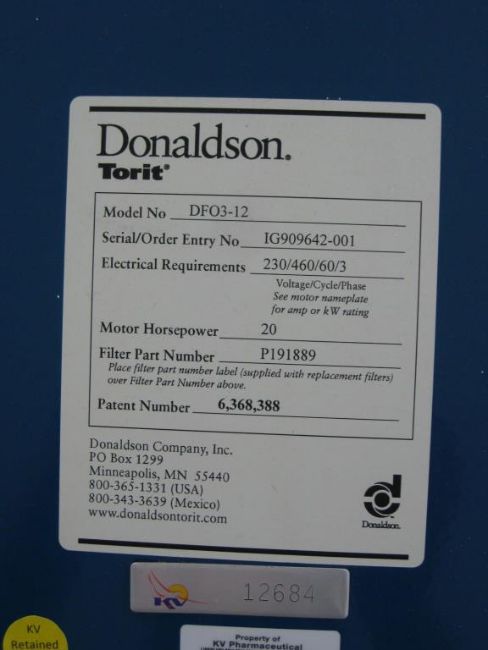 Donaldson.
Torit
Model No DFO3-12
Serial/Order Entry No IG909642-001
Electrical Requirements 230/460/60/3
Voltage/Cycle/Phase
See motor nameplate
for amp or kW rating
Motor Horsepower 20
Filter Part Number P191889
Place filter part number label (supplied with replacement filters)
over Filter Part Number above.
Patent Number 6,368,388
Donaldson Company, Inc.
PO Box 1299
Minneapolis, MN 55440
800-365-1331 (USA)
800-343-3639 (Mexico)
www.donaldsontorit.com
Donaldson.
KV 12684
KV
Retained
Property of
KV Pharmaceutical